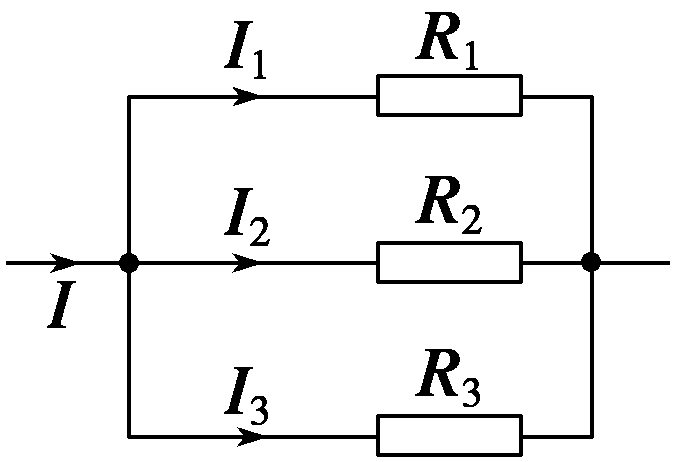 I₁ R₁
I₂ R₂
I
I₃ R₃